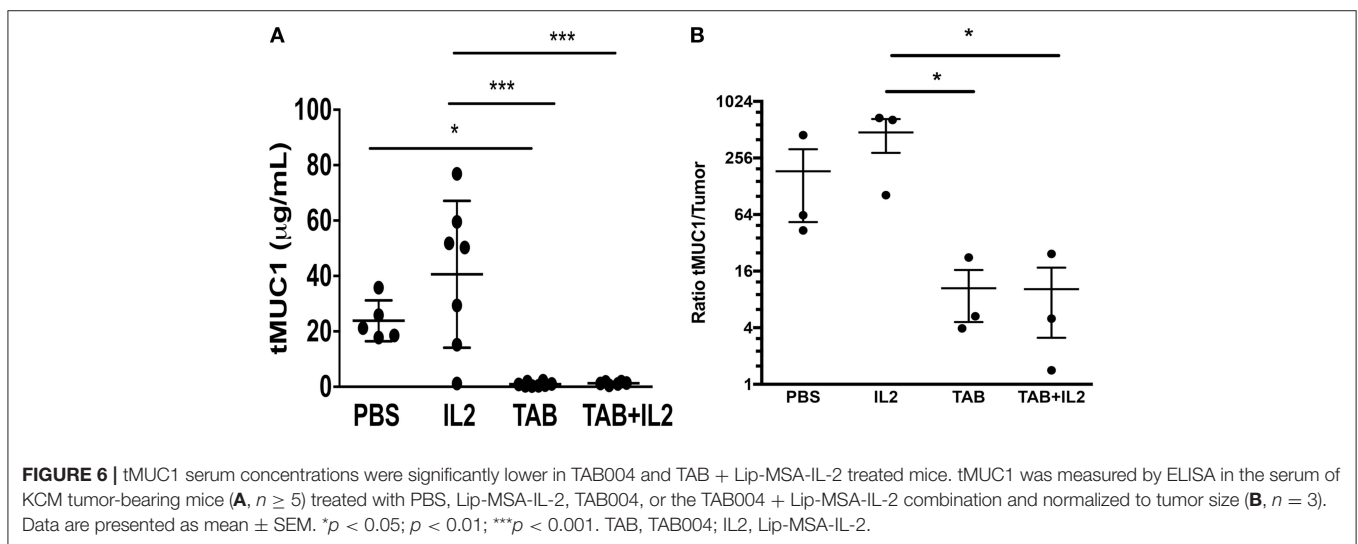 A
***
***
*
100
80
60
40
20
0
tMUC1 (μg/mL)
PBS IL2 TAB TAB+IL2
B
*
*
1024
256
64
16
4
1
Ratio tMUC1/Tumor
PBS IL2 TAB TAB+IL2
FIGURE 6 | tMUC1 serum concentrations were significantly lower in TAB004 and TAB + Lip-MSA-IL-2 treated mice. tMUC1 was measured by ELISA in the serum of
KCM tumor-bearing mice (A, n ≥ 5) treated with PBS, Lip-MSA-IL-2, TAB004, or the TAB004 + Lip-MSA-IL-2 combination and normalized to tumor size (B, n = 3).
Data are presented as mean ± SEM. *p < 0.05; p < 0.01; ***p < 0.001. TAB, TAB004; IL2, Lip-MSA-IL-2.